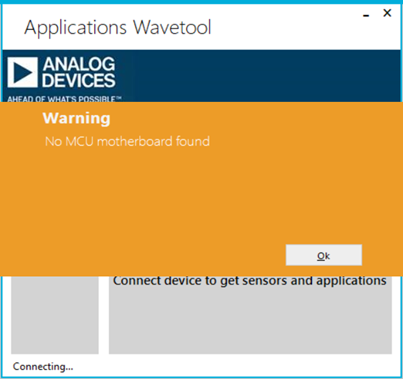 Applications Wavetool
ANALOG
DEVICES
AHEAD OF WHAT'S POSSIBLE™
Warning
No MCU motherboard found
Ok
Connect device to get sensors and applications
Connecting...